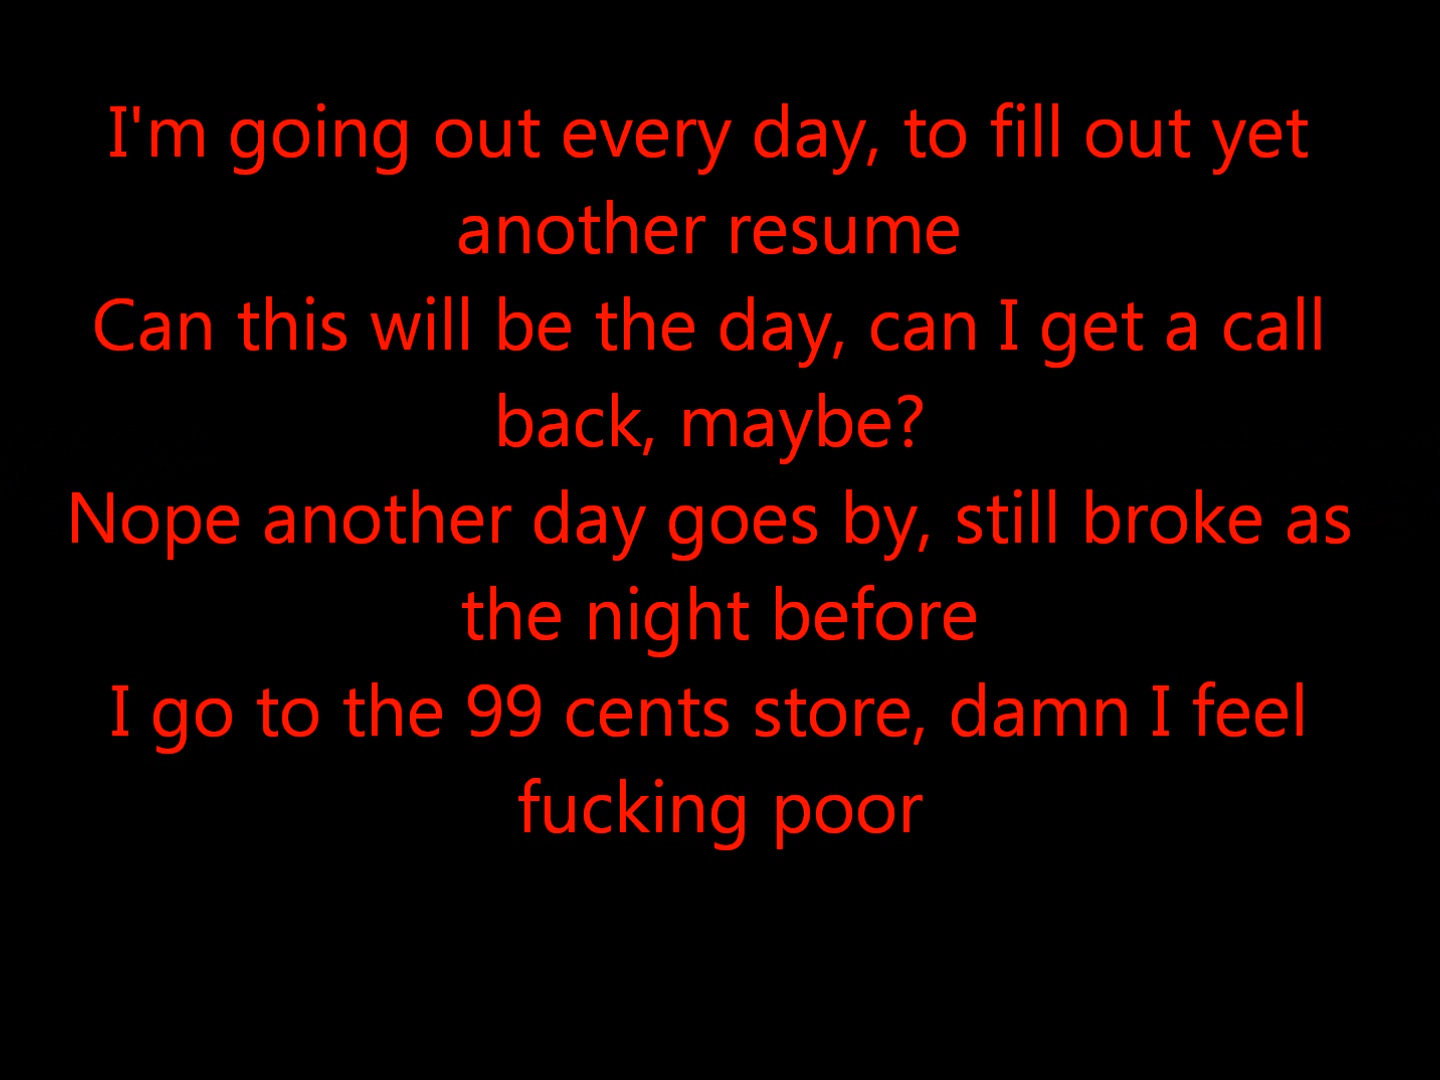 I'm going out every day, to fill out yet
another resume
Can this will be the day, can I get a call
back, maybe?
Nope another day goes by, still broke as
the night before
I go to the 99 cents store, damn I feel
fucking poor